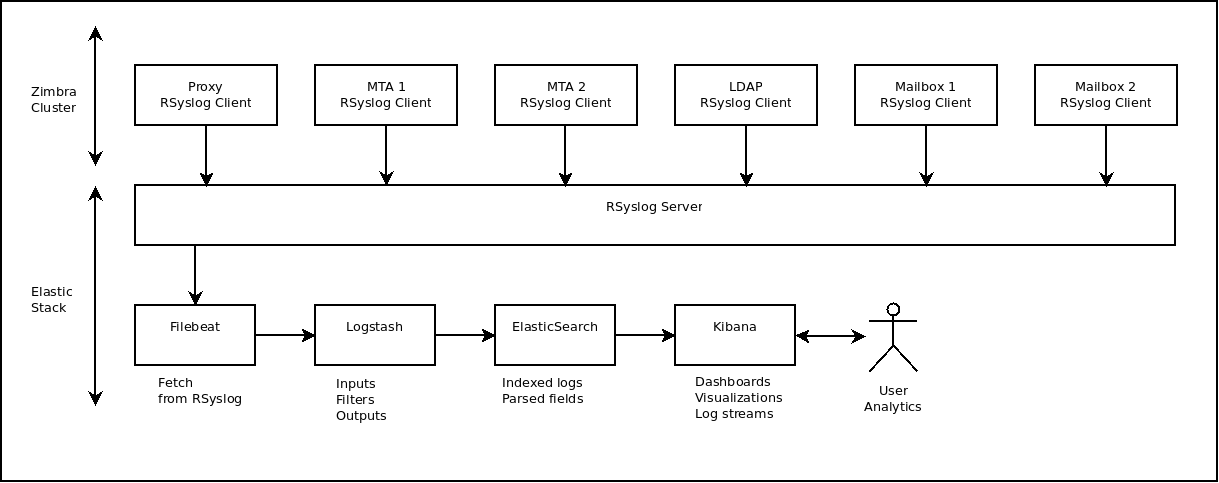 Zimbra
Cluster
Proxy
RSyslog Client
MTA 1
RSyslog Client
MTA 2
RSyslog Client
LDAP
RSyslog Client
Mailbox 1
RSyslog Client
Mailbox 2
RSyslog Client
RSyslog Server
Elastic
Stack
Filebeat
Logstash
ElasticSearch
Kibana
Fetch
from RSyslog
Inputs
Filters
Outputs
Indexed logs
Parsed fields
Dashboards
Visualizations
Log streams
User
Analytics